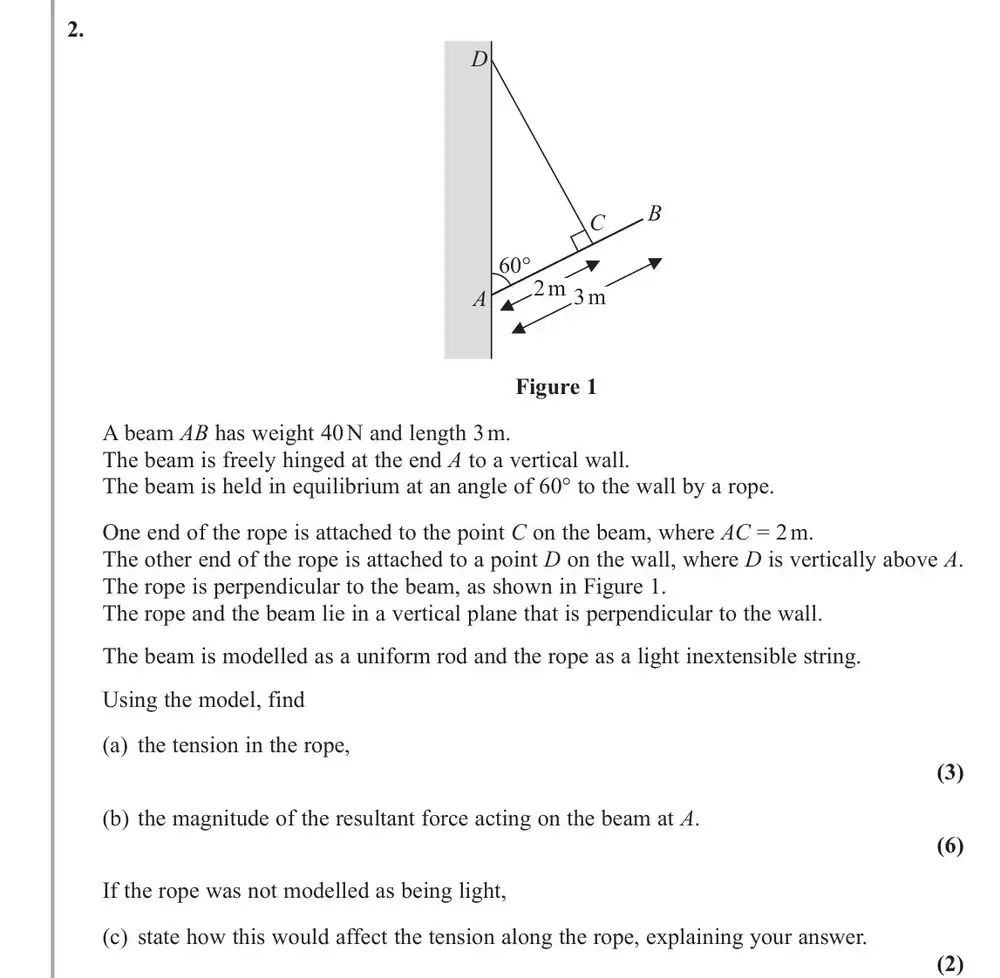 2.
D
C
B
60°
A
2 m
3 m
Figure 1
A beam AB has weight 40 N and length 3 m.
The beam is freely hinged at the end A to a vertical wall.
The beam is held in equilibrium at an angle of 60° to the wall by a rope.
One end of the rope is attached to the point C on the beam, where AC = 2 m.
The other end of the rope is attached to a point D on the wall, where D is vertically above A.
The rope is perpendicular to the beam, as shown in Figure 1.
The rope and the beam lie in a vertical plane that is perpendicular to the wall.
The beam is modelled as a uniform rod and the rope as a light inextensible string.
Using the model, find
(a) the tension in the rope,
(3)
(b) the magnitude of the resultant force acting on the beam at A.
(6)
If the rope was not modelled as being light,
(c) state how this would affect the tension along the rope, explaining your answer.
(2)